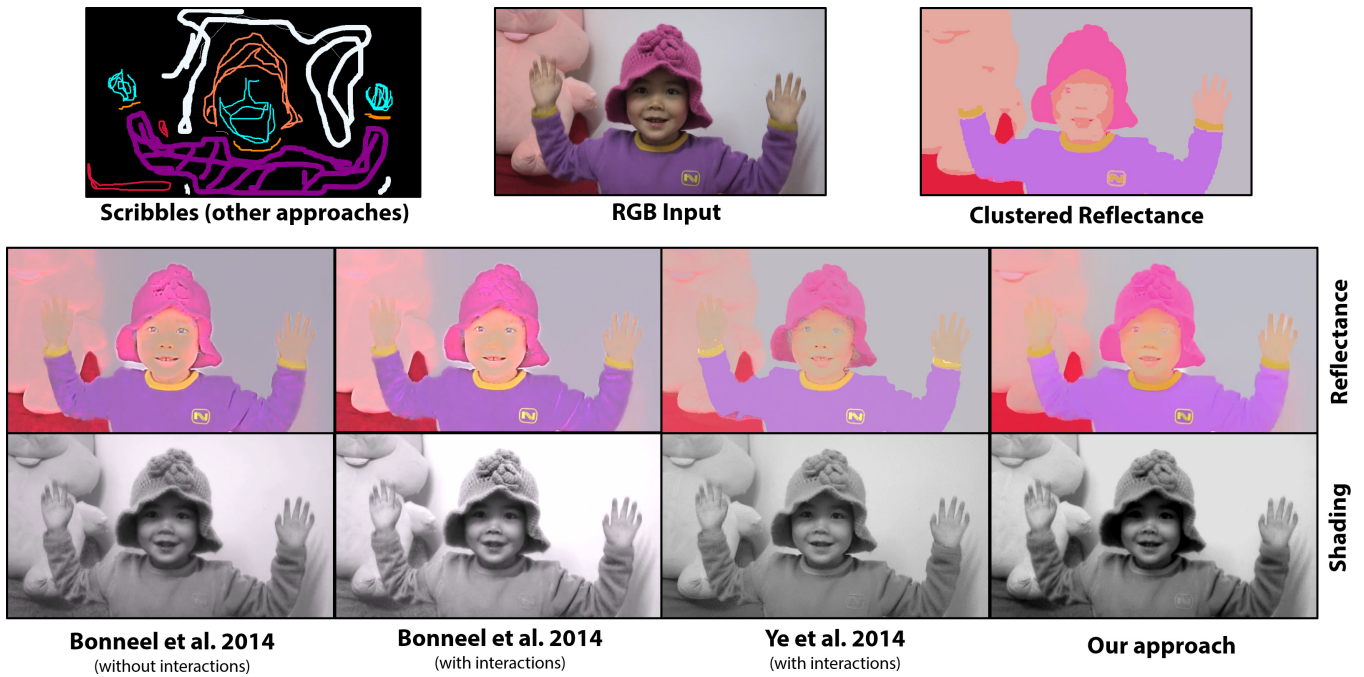 Scribbles (other approaches)
RGB Input
Clustered Reflectance
Reflectance
Shading
Bonneel et al. 2014
(without interactions)
Bonneel et al. 2014
(with interactions)
Ye et al. 2014
(with interactions)
Our approach